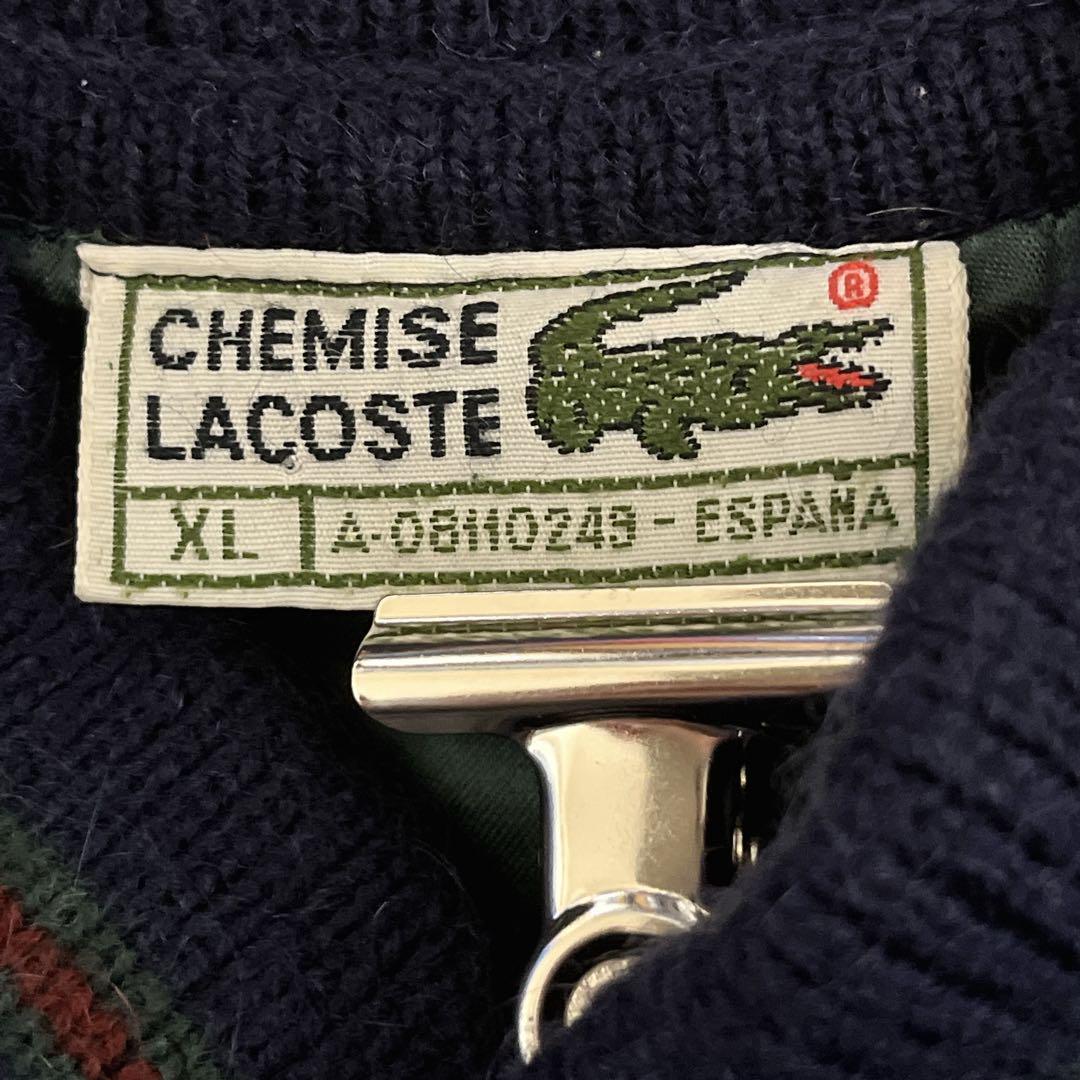 CHEMISE
LACOSTE
®
XL
A-08110243 - ESPAÑA